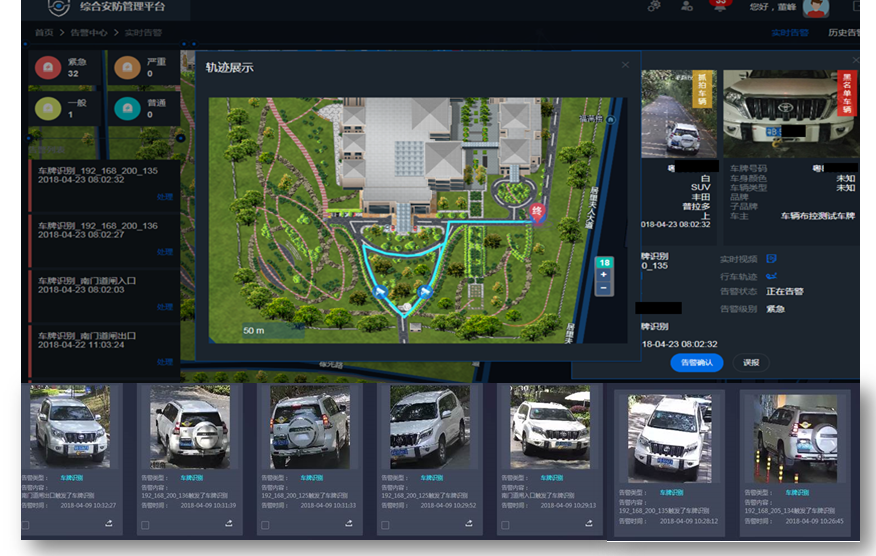 综合安防管理平台
33
您好，董峰
首页 > 告警中心 > 实时告警
实时告警
历史告警
紧急
32
严重
0
一般
1
普通
0
车牌识别_192_168_200_135
2018-04-23 08:02:32
处理
车牌识别_192_168_200_136
2018-04-23 08:02:27
处理
车牌识别_南门道闸入口
2018-04-23 08:02:03
处理
车牌识别_南门道闸出口
2018-04-22 11:03:24
处理
轨迹展示
终
18
+
−
50 m
抓拍车辆
粤
白
SUV
丰田
普拉多
上
018-04-23 08:02:32
黑名单车辆
车牌号码
粤
车身颜色
未知
车辆类型
未知
品牌
子品牌
车主
车辆布控测试车牌
牌识别
0_135
牌识别
18-04-23 08:02:32
实时视频
行车轨迹
告警状态
正在告警
告警级别
紧急
告警确认
误报
告警类型：
车牌识别
告警内容：
南门道闸出口触发了车牌识别
告警时间：
2018-04-09 10:32:27
告警类型：
车牌识别
告警内容：
192_168_200_136触发了车牌识别
告警时间：
2018-04-09 10:31:39
告警类型：
车牌识别
告警内容：
192_168_200_125触发了车牌识别
告警时间：
2018-04-09 10:31:33
告警类型：
车牌识别
告警内容：
192_168_200_125触发了车牌识别
告警时间：
2018-04-09 10:29:52
告警类型：
车牌识别
告警内容：
南门道闸入口触发了车牌识别
告警时间：
2018-04-09 10:29:13
告警类型：
车牌识别
告警内容：
192_168_200_135触发了车牌识别
告警时间：
2018-04-09 10:28:12
告警类型：
车牌识别
告警内容：
192_168_205_134触发了车牌识别
告警时间：
2018-04-09 10:26:45